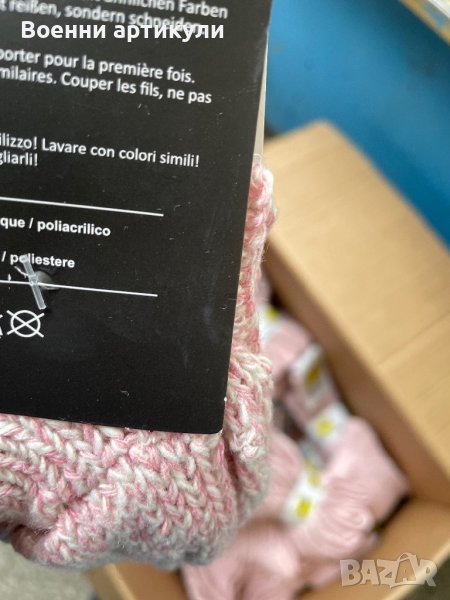 ähnlichen Farben
reißen, sondern schneiden
Военни артикули
porter pour la première fois.
milaires. Couper les fils, ne pas
ilizzo! Lavare con colori simili!
gliarli!
que / poliacrilico
/ poliestere
BAZAR